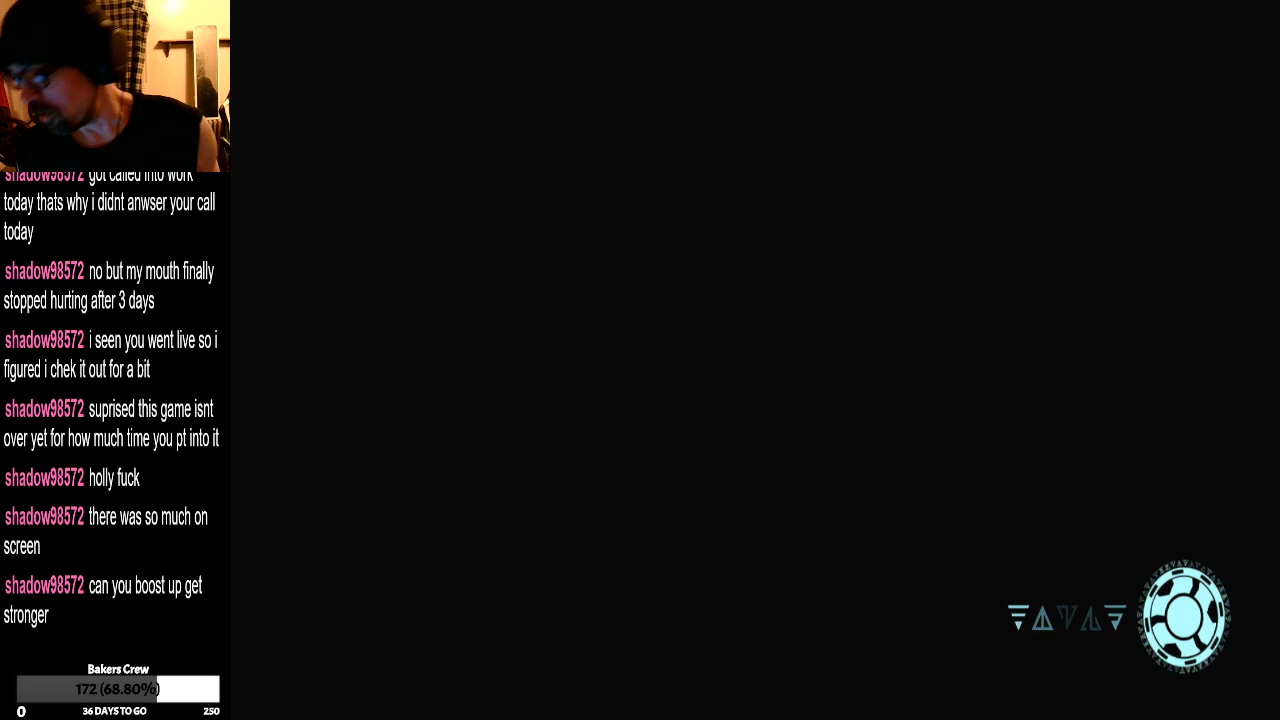 shadow98572 got called into work
today thats why i didnt anwser your call
today
shadow98572 no but my mouth finally
stopped hurting after 3 days
shadow98572 i seen you went live so i
figured i chek it out for a bit
shadow98572 suprised this game isnt
over yet for how much time you pt into it
shadow98572 holly fuck
shadow98572 there was so much on
screen
shadow98572 can you boost up get
stronger
Bakers Crew
172 (68.80%)
0 36 DAYS TO GO 250